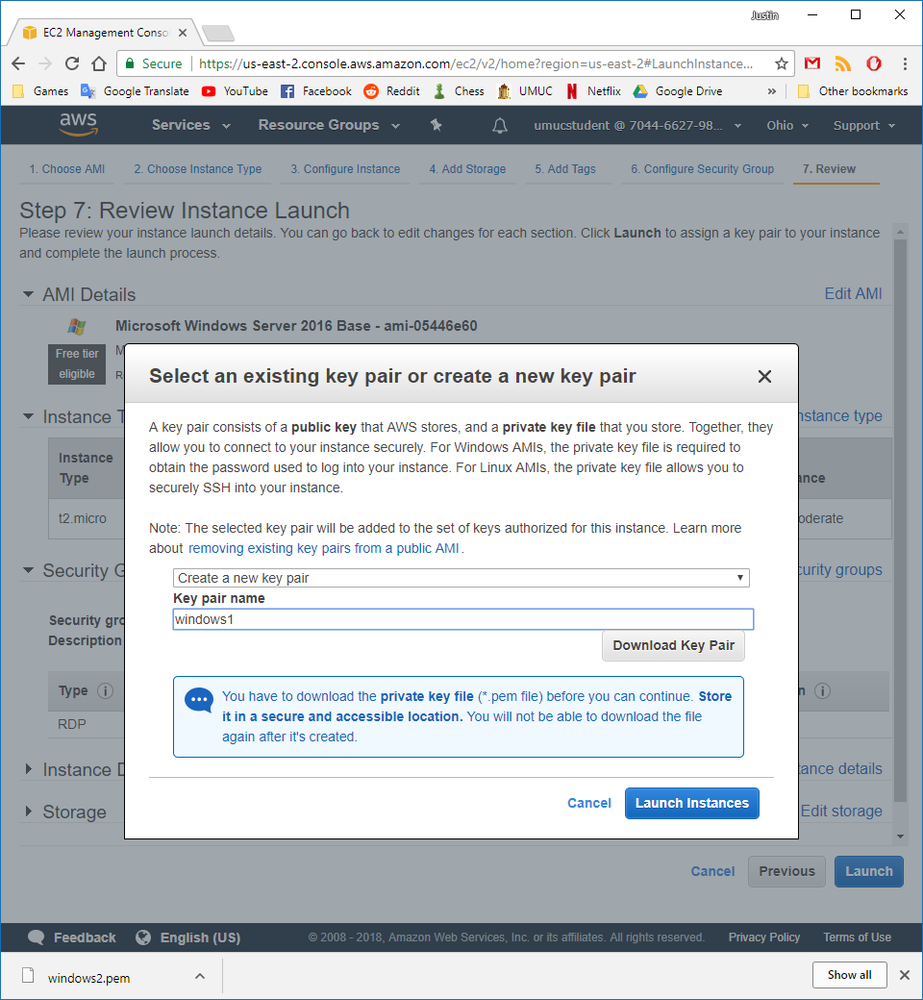 Justin
EC2 Management Conso
Secure https://us-east-2.console.aws.amazon.com/ec2/v2/home?region=us-east-2#LaunchInstance...
Games Google Translate YouTube Facebook Reddit Chess UMUC Netflix Google Drive » Other bookmarks
aws Services Resource Groups umucstudent @ 7044-6627-98... Ohio Support
1. Choose AMI 2. Choose Instance Type 3. Configure Instance 4. Add Storage 5. Add Tags 6. Configure Security Group 7. Review
Step 7: Review Instance Launch
Please review your instance launch details. You can go back to edit changes for each section. Click Launch to assign a key pair to your instance
and complete the launch process.
AMI Details Edit AMI
Microsoft Windows Server 2016 Base - ami-05446e60
Free tier
eligible
M
R
Select an existing key pair or create a new key pair
A key pair consists of a public key that AWS stores, and a private key file that you store. Together, they
allow you to connect to your instance securely. For Windows AMIs, the private key file is required to
obtain the password used to log into your instance. For Linux AMIs, the private key file allows you to
securely SSH into your instance.
Note: The selected key pair will be added to the set of keys authorized for this instance. Learn more
about removing existing key pairs from a public AMI.
Create a new key pair
Key pair name
windows1
Download Key Pair
You have to download the private key file (*.pem file) before you can continue. Store
it in a secure and accessible location. You will not be able to download the file
again after it's created.
Cancel Launch Instances
Instance T nstance type
Instance
Type nce
t2.micro oderate
Security G curity groups
Security gro
Description
Type n
RDP
Instance D tance details
Storage Edit storage
Cancel Previous Launch
Feedback English (US) © 2008 - 2018, Amazon Web Services, Inc. or its affiliates. All rights reserved. Privacy Policy Terms of Use
windows2.pem Show all